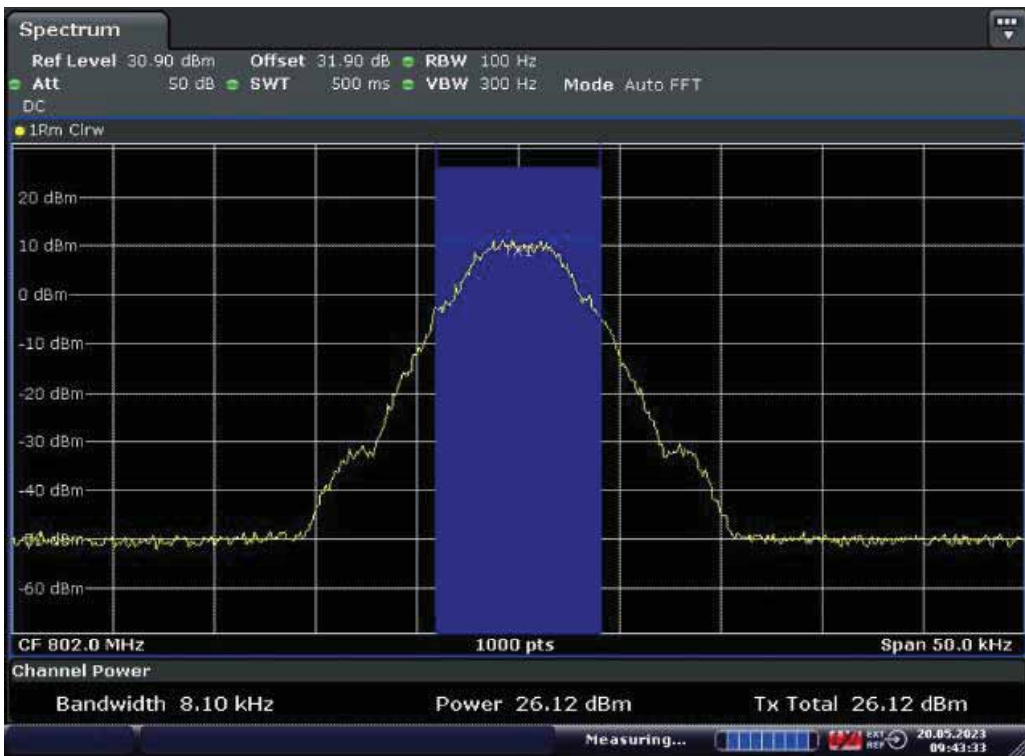 Spectrum
Ref Level 30.90 dBm Offset 31.90 dB RBW 100 Hz
Att 50 dB SWT 500 ms VBW 300 Hz Mode Auto FFT
DC
1Rm Clrw
20 dBm
10 dBm
0 dBm
-10 dBm
-20 dBm
-30 dBm
-40 dBm
-50 dBm
-60 dBm
CF 802.0 MHz 1000 pts Span 50.0 kHz
Channel Power
Bandwidth 8.10 kHz Power 26.12 dBm Tx Total 26.12 dBm
Measuring... EXT REF 20.05.2023
09:43:33